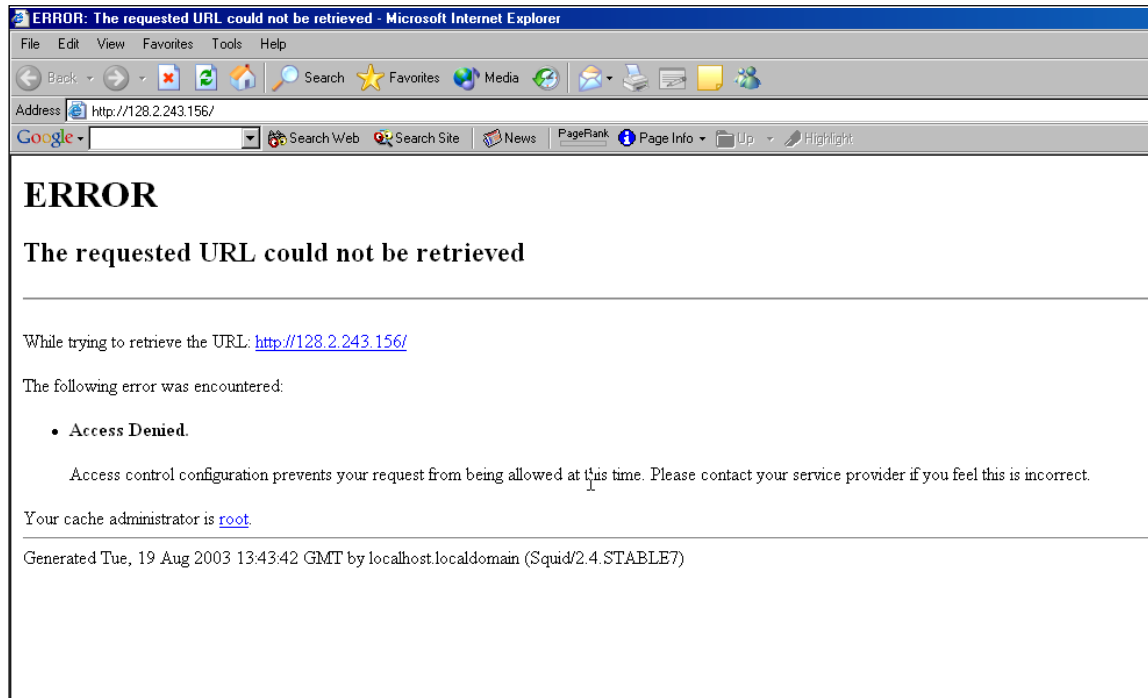 ERROR: The requested URL could not be retrieved - Microsoft Internet Explorer
File Edit View Favorites Tools Help
Back Search Favorites Media
Address http://128.2.243.156/
Google Search Web Search Site News PageRank Page Info Up Highlight
ERROR
The requested URL could not be retrieved
While trying to retrieve the URL: http://128.2.243.156/
The following error was encountered:
• Access Denied.
Access control configuration prevents your request from being allowed at this time. Please contact your service provider if you feel this is incorrect.
Your cache administrator is root.
Generated Tue, 19 Aug 2003 13:43:42 GMT by localhost.localdomain (Squid/2.4.STABLE7)